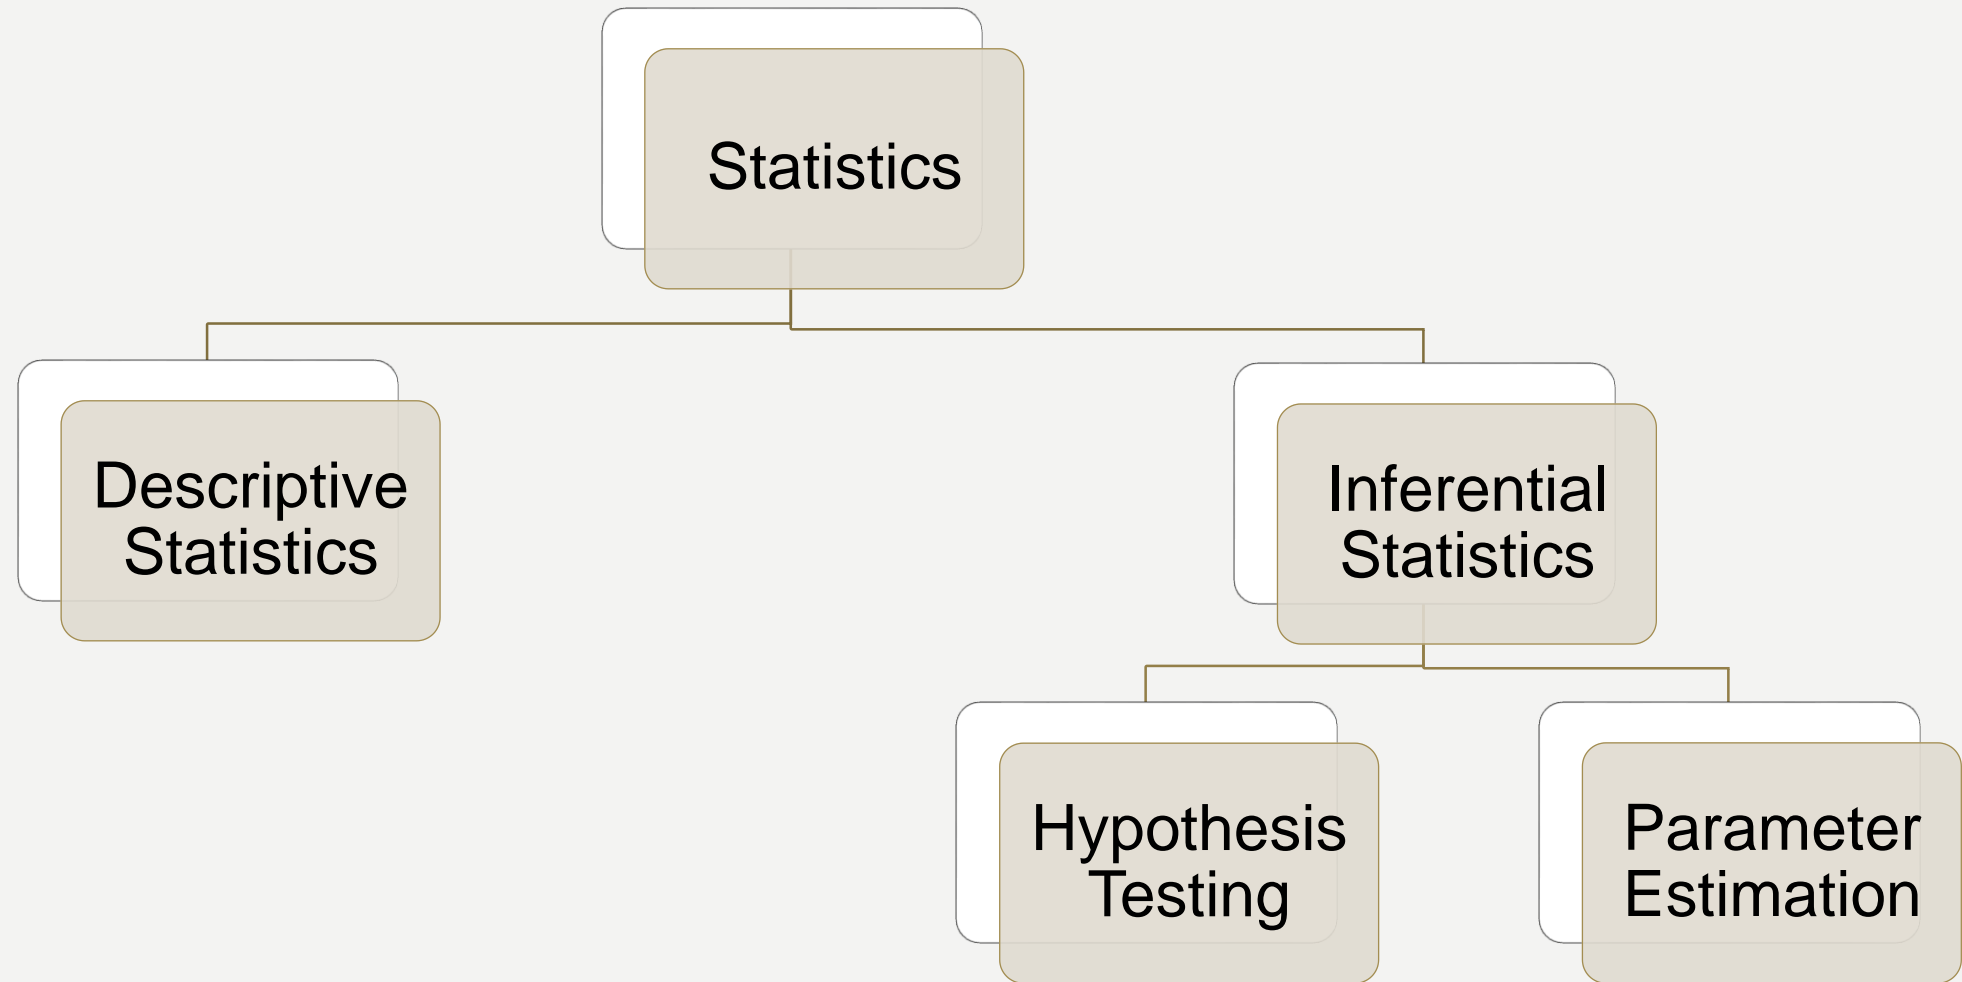 Statistics
Descriptive
Statistics
Inferential
Statistics
Hypothesis
Testing
Parameter
Estimation